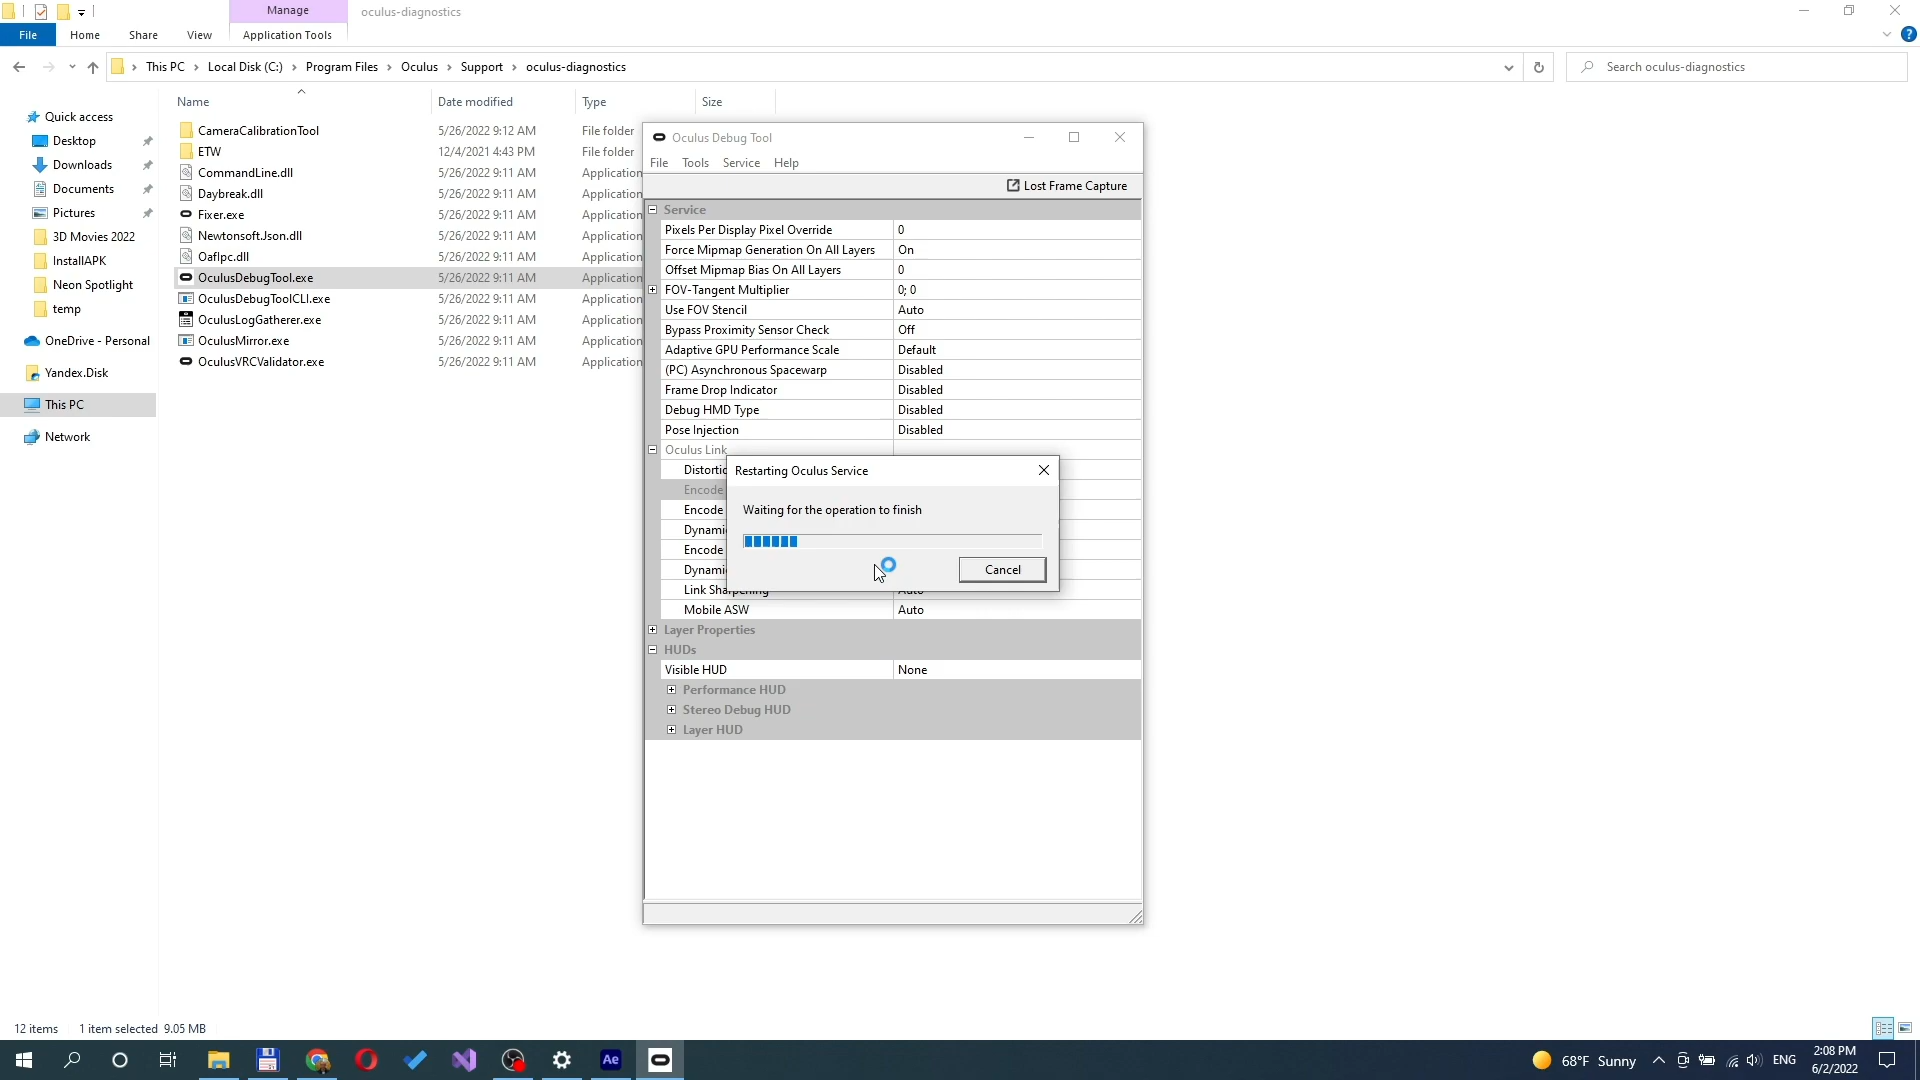 Manage
oculus-diagnostics
File
Home
Share
View
Application Tools
This PC
Local Disk (C:)
Program Files
Oculus
Support
oculus-diagnostics
Search oculus-diagnostics
Name
Date modified
Type
Size
Quick access
Desktop
Downloads
Documents
Pictures
3D Movies 2022
InstallAPK
Neon Spotlight
temp
OneDrive - Personal
Yandex.Disk
This PC
Network
CameraCalibrationTool 5/26/2022 9:12 AM File folder
ETW 12/4/2021 4:43 PM File folder
CommandLine.dll 5/26/2022 9:11 AM Application
Daybreak.dll 5/26/2022 9:11 AM Application
Fixer.exe 5/26/2022 9:11 AM Application
Newtonsoft.Json.dll 5/26/2022 9:11 AM Application
OafIpc.dll 5/26/2022 9:11 AM Application
OculusDebugTool.exe 5/26/2022 9:11 AM Application
OculusDebugToolCLI.exe 5/26/2022 9:11 AM Application
OculusLogGatherer.exe 5/26/2022 9:11 AM Application
OculusMirror.exe 5/26/2022 9:11 AM Application
OculusVRCValidator.exe 5/26/2022 9:11 AM Application
Oculus Debug Tool
File Tools Service Help
Lost Frame Capture
Service
Pixels Per Display Pixel Override 0
Force Mipmap Generation On All Layers On
Offset Mipmap Bias On All Layers 0
FOV-Tangent Multiplier 0; 0
Use FOV Stencil Auto
Bypass Proximity Sensor Check Off
Adaptive GPU Performance Scale Default
(PC) Asynchronous Spacewarp Disabled
Frame Drop Indicator Disabled
Debug HMD Type Disabled
Pose Injection Disabled
Oculus Link
Distortio
Encode
Encode
Dynami
Encode
Dynami
Link Sharpening Auto
Mobile ASW Auto
Layer Properties
HUDs
Visible HUD None
Performance HUD
Stereo Debug HUD
Layer HUD
Restarting Oculus Service
Waiting for the operation to finish
Cancel
12 items 1 item selected 9.05 MB
Ae
68°F Sunny
ENG
2:08 PM
6/2/2022